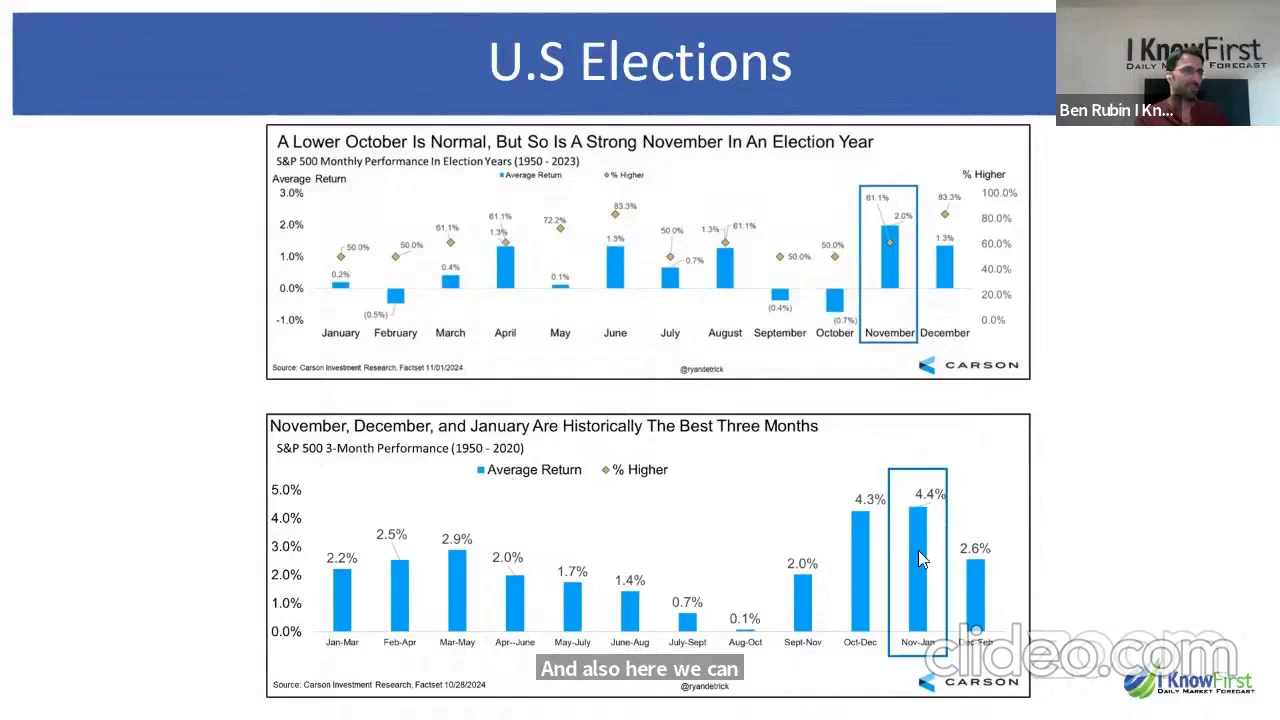 U.S Elections
I KnowFirst
DAILY MARKET FORECAST
Ben Rubin I Kn...
A Lower October Is Normal, But So Is A Strong November In An Election Year
S&P 500 Monthly Performance In Election Years (1950 - 2023)
Average Return
Average Return
% Higher
% Higher
3.0%
2.0%
1.0%
0.0%
-1.0%
100.0%
80.0%
60.0%
40.0%
20.0%
0.0%
50.0%
50.0%
61.1%
61.1%
72.2%
83.3%
50.0%
61.1%
50.0%
50.0%
61.1%
83.3%
0.2%
(0.5%)
0.4%
1.3%
0.1%
1.3%
0.7%
1.3%
(0.4%)
(0.7%)
2.0%
1.3%
January February March April May June July August September October November December
Source: Carson Investment Research, Factset 11/01/2024
@ryandetrick
CARSON
November, December, and January Are Historically The Best Three Months
S&P 500 3-Month Performance (1950 - 2020)
Average Return
% Higher
5.0%
4.0%
3.0%
2.0%
1.0%
0.0%
2.2%
2.5%
2.9%
2.0%
1.7%
1.4%
0.7%
0.1%
2.0%
4.3%
4.4%
2.6%
Jan-Mar Feb-Apr Mar-May Apr--June May-July June-Aug July-Sept Aug-Oct Sept-Nov Oct-Dec Nov-Jan Dec-Feb
clideo.com
And also here we can
Source: Carson Investment Research, Factset 10/28/2024
@ryandetrick
CARSON
I KnowFirst
DAILY MARKET FORECAST